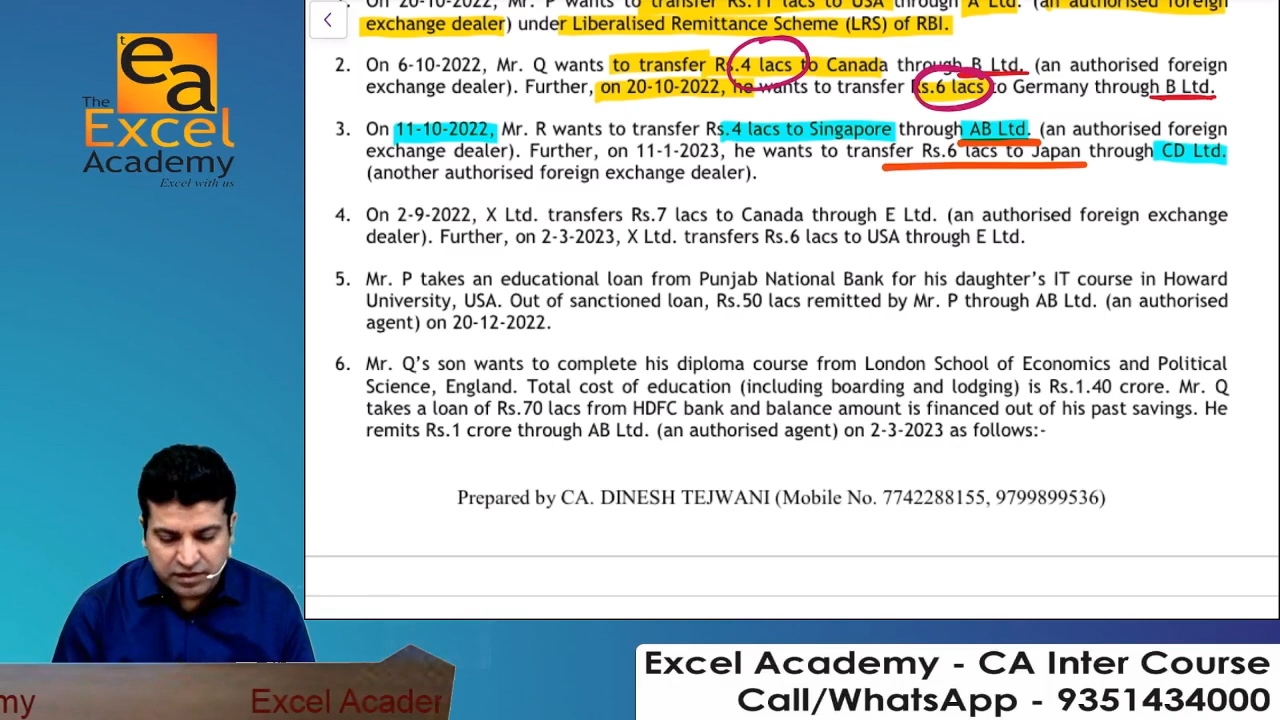 t
ea
The
Excel
Academy
Excel with us
On 20-10-2022, Mr. P wants to transfer Rs.11 lacs to USA through A Ltd. (an authorised foreign
exchange dealer) under Liberalised Remittance Scheme (LRS) of RBI.
2. On 6-10-2022, Mr. Q wants to transfer Rs.4 lacs to Canada through B Ltd. (an authorised foreign
exchange dealer). Further, on 20-10-2022, he wants to transfer Rs.6 lacs to Germany through B Ltd.
3. On 11-10-2022, Mr. R wants to transfer Rs.4 lacs to Singapore through AB Ltd. (an authorised foreign
exchange dealer). Further, on 11-1-2023, he wants to transfer Rs.6 lacs to Japan through CD Ltd.
(another authorised foreign exchange dealer).
4. On 2-9-2022, X Ltd. transfers Rs.7 lacs to Canada through E Ltd. (an authorised foreign exchange
dealer). Further, on 2-3-2023, X Ltd. transfers Rs.6 lacs to USA through E Ltd.
5. Mr. P takes an educational loan from Punjab National Bank for his daughter's IT course in Howard
University, USA. Out of sanctioned loan, Rs.50 lacs remitted by Mr. P through AB Ltd. (an authorised
agent) on 20-12-2022.
6. Mr. Q's son wants to complete his diploma course from London School of Economics and Political
Science, England. Total cost of education (including boarding and lodging) is Rs.1.40 crore. Mr. Q
takes a loan of Rs.70 lacs from HDFC bank and balance amount is financed out of his past savings. He
remits Rs.1 crore through AB Ltd. (an authorised agent) on 2-3-2023 as follows:-
Prepared by CA. DINESH TEJWANI (Mobile No. 7742288155, 9799899536)
my Excel Acader
Excel Academy - CA Inter Course
Call/WhatsApp - 9351434000